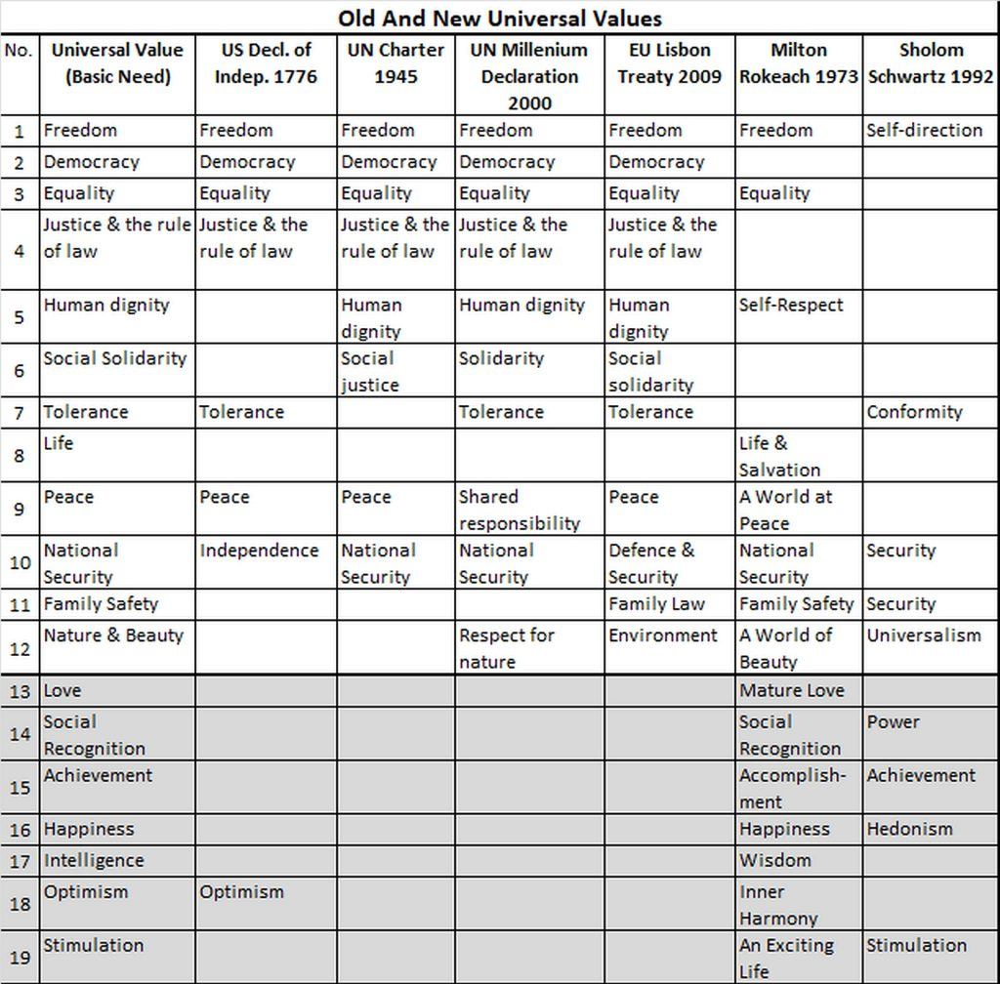 Old And New Universal Values
No. Universal Value (Basic Need) US Decl. of Indep. 1776 UN Charter 1945 UN Millenium Declaration 2000 EU Lisbon Treaty 2009 Milton Rokeach 1973 Sholom Schwartz 1992
1 Freedom Freedom Freedom Freedom Freedom Freedom Self-direction
2 Democracy Democracy Democracy Democracy Democracy
3 Equality Equality Equality Equality Equality Equality
4 Justice & the rule of law Justice & the rule of law Justice & the rule of law Justice & the rule of law Justice & the rule of law
5 Human dignity Human dignity Human dignity Human dignity Self-Respect
6 Social Solidarity Social justice Solidarity Social solidarity
7 Tolerance Tolerance Tolerance Tolerance Conformity
8 Life Life & Salvation
9 Peace Peace Peace Shared responsibility Peace A World at Peace
10 National Security Independence National Security National Security Defence & Security National Security Security
11 Family Safety Family Law Family Safety Security
12 Nature & Beauty Respect for nature Environment A World of Beauty Universalism
13 Love Mature Love
14 Social Recognition Social Recognition Power
15 Achievement Accomplish-ment Achievement
16 Happiness Happiness Hedonism
17 Intelligence Wisdom
18 Optimism Optimism Inner Harmony
19 Stimulation An Exciting Life Stimulation